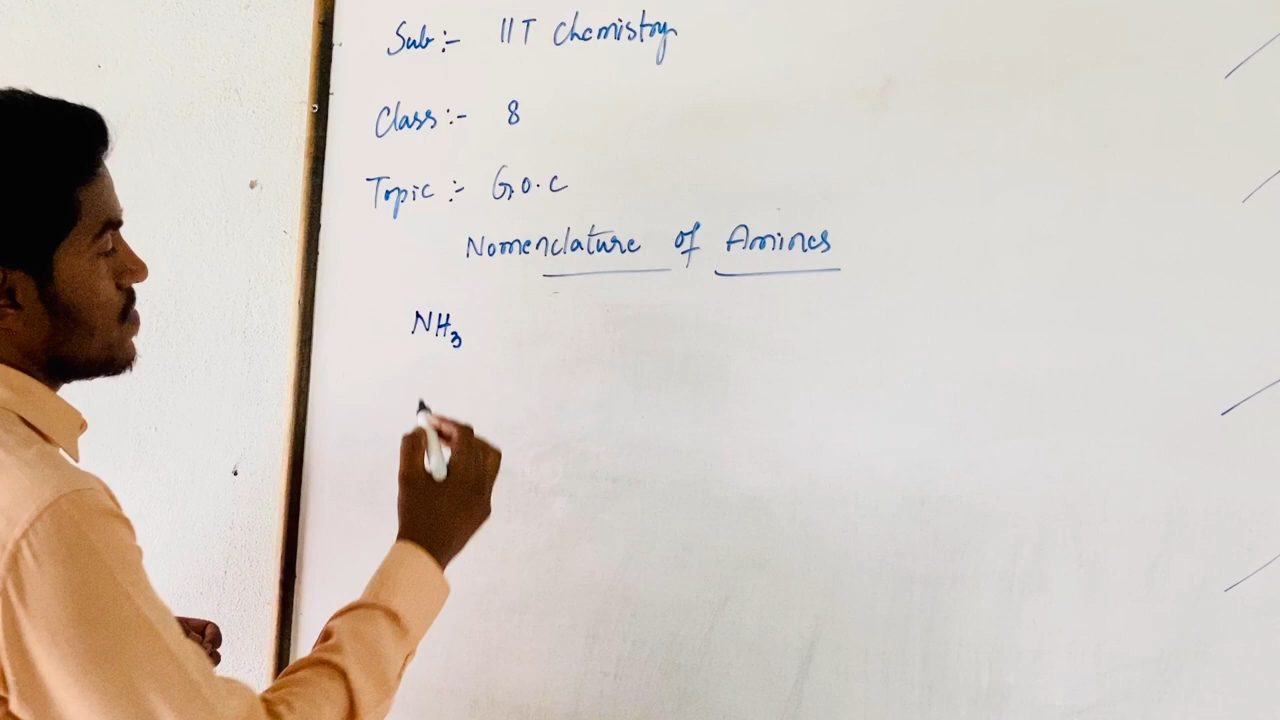 Sub :- IIT Chemistry
Class :- 8
Topic :- G.O.C
Nomenclature of Amines
NH₃